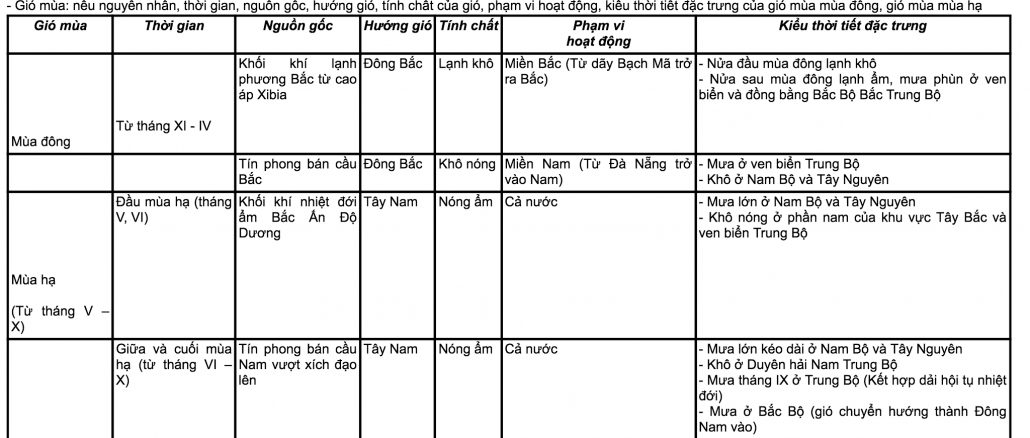 - Gió mùa: nêu nguyên nhân, thời gian, nguồn gốc, hướng gió, tính chất của gió, phạm vi hoạt động, kiểu thời tiết đặc trưng của gió mùa mùa đông, gió mùa mùa hạ
Gió mùa
Thời gian
Nguồn gốc
Hướng gió
Tính chất
Phạm vi
hoạt động
Kiểu thời tiết đặc trưng
Mùa đông
Từ tháng XI - IV
Khối khí lạnh
phương Bắc từ cao
áp Xibia
Đông Bắc
Lạnh khô
Miền Bắc (Từ dãy Bạch Mã trở
ra Bắc)
- Nửa đầu mùa đông lạnh khô
- Nửa sau mùa đông lạnh ẩm, mưa phùn ở ven
biển và đồng bằng Bắc Bộ Bắc Trung Bộ
Tín phong bán cầu
Bắc
Đông Bắc
Khô nóng
Miền Nam (Từ Đà Nẵng trở
vào Nam)
- Mưa ở ven biển Trung Bộ
- Khô ở Nam Bộ và Tây Nguyên
Mùa hạ
(Từ tháng V –
X)
Đầu mùa hạ (tháng
V, VI)
Khối khí nhiệt đới
ẩm Bắc Ấn Độ
Dương
Tây Nam
Nóng ẩm
Cả nước
- Mưa lớn ở Nam Bộ và Tây Nguyên
- Khô nóng ở phần nam của khu vực Tây Bắc và
ven biển Trung Bộ
Giữa và cuối mùa
hạ (từ tháng VI –
X)
Tín phong bán cầu
Nam vượt xích đạo
lên
Tây Nam
Nóng ẩm
Cả nước
- Mưa lớn kéo dài ở Nam Bộ và Tây Nguyên
- Khô ở Duyên hải Nam Trung Bộ
- Mưa tháng IX ở Trung Bộ (Kết hợp dải hội tụ nhiệt
đới)
- Mưa ở Bắc Bộ (gió chuyển hướng thành Đông
Nam vào)